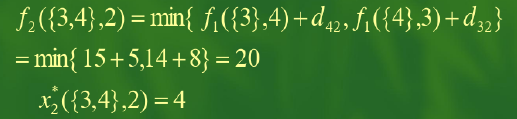 f₂({3,4},2) = min{ f₁({3},4)+d₄₂, f₁({4},3)+d₃₂}
=min{15+5,14+8}=20
x₂*({3,4},2)=4